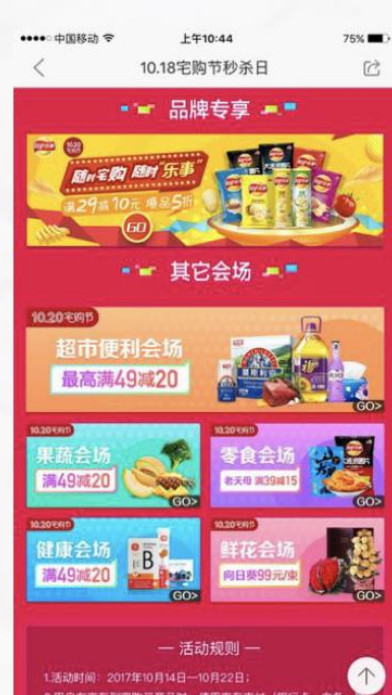 中国移动
上午10:44
75%
10.18宅购节秒杀日
品牌专享
10.20
宅购节
随时宅购 随时“乐事”
满29减10元 爆品5折
GO
其它会场
10.20宅购节
超市便利会场
最高满49减20
GO>
10.20宅购节
果蔬会场
满49减20
GO>
10.20宅购节
零食会场
老天母 满39减15
GO>
10.20宅购节
健康会场
满49减20
B
GO>
10.20宅购节
鲜花会场
向日葵99元/束
GO>
— 活动规则 —
1.活动时间：2017年10月14日—10月22日；